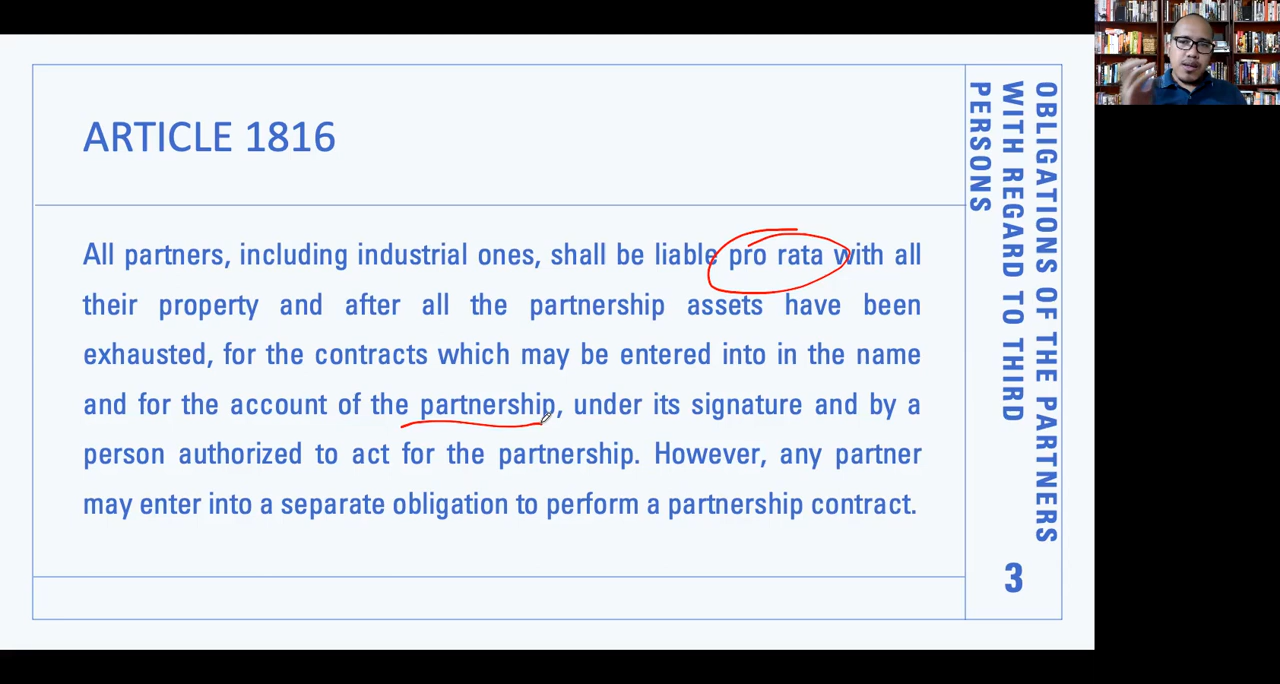 ARTICLE 1816
All partners, including industrial ones, shall be liable pro rata with all
their property and after all the partnership assets have been
exhausted, for the contracts which may be entered into in the name
and for the account of the partnership, under its signature and by a
person authorized to act for the partnership. However, any partner
may enter into a separate obligation to perform a partnership contract.
OBLIGATIONS OF THE PARTNERS
WITH REGARD TO THIRD
PERSONS
3